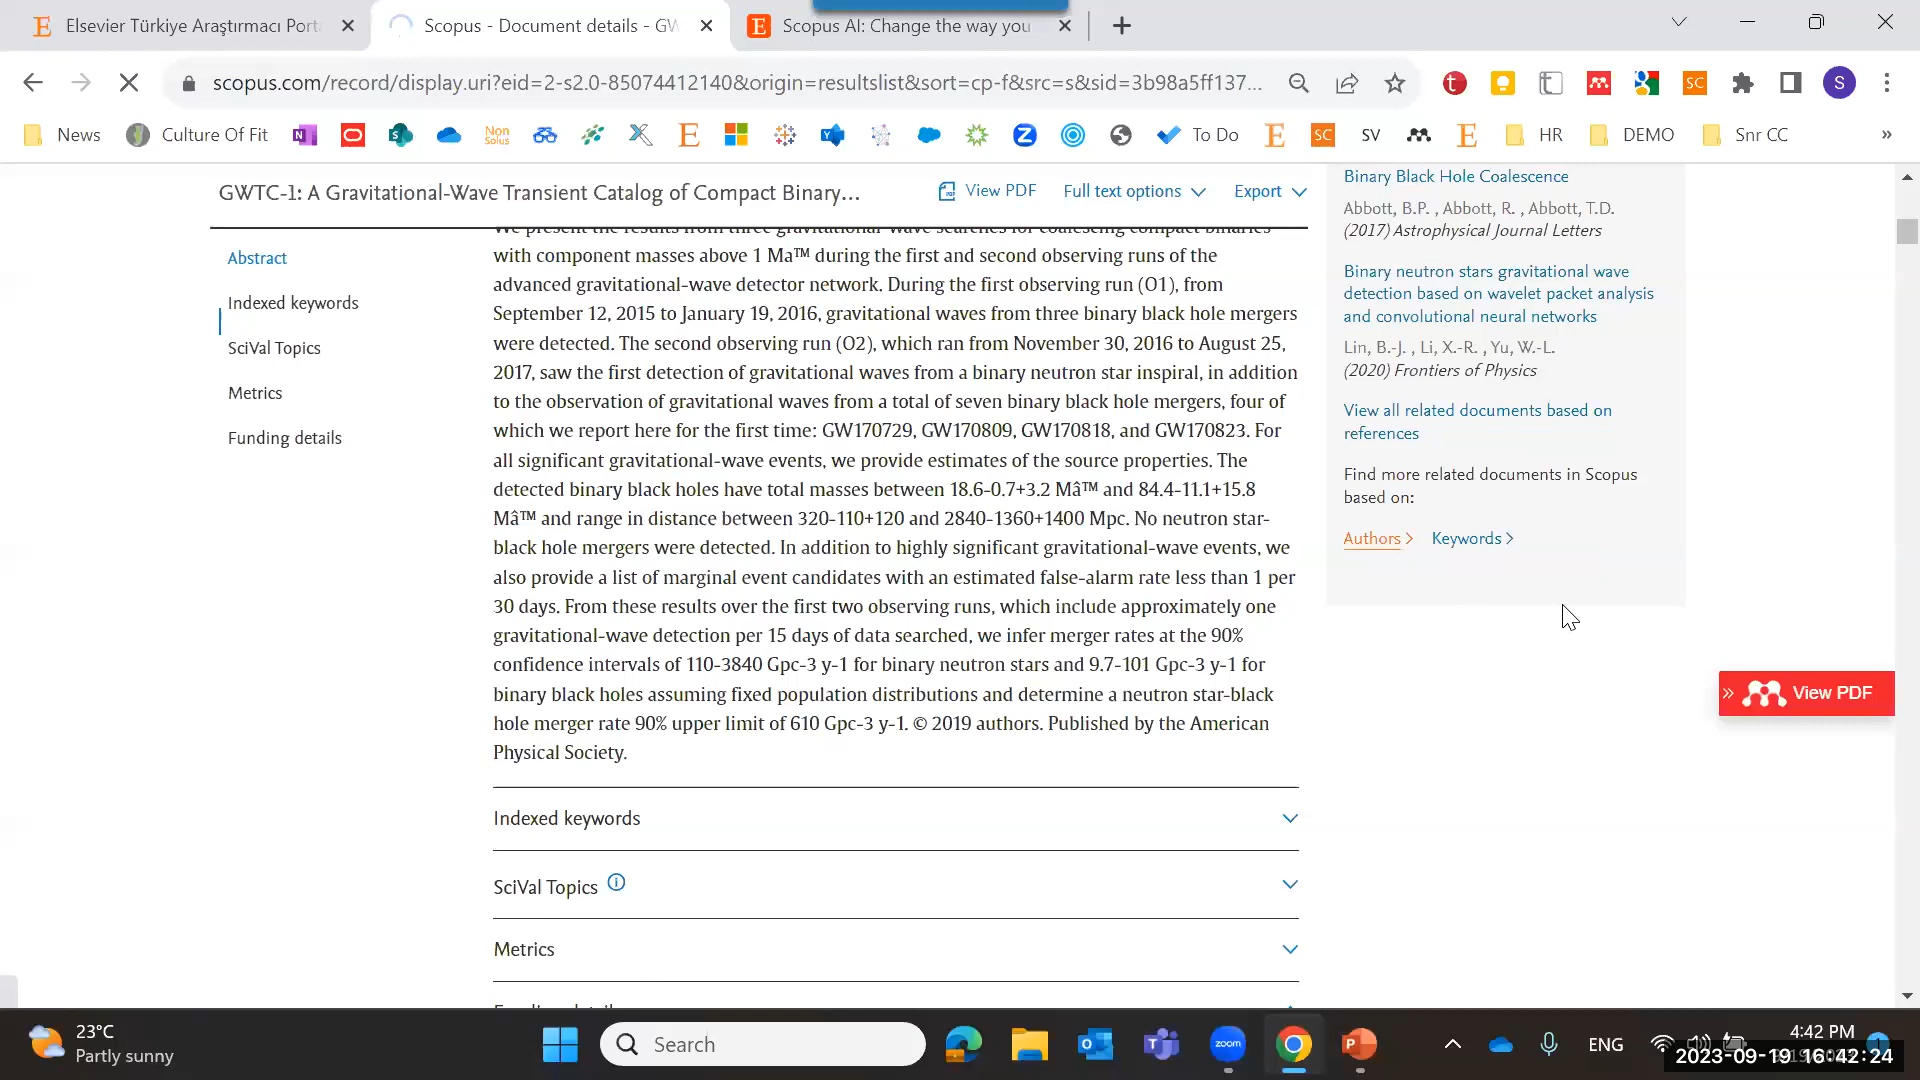 Elsevier Türkiye Araştırmacı Port
Scopus - Document details - GW
Scopus AI: Change the way you
scopus.com/record/display.uri?eid=2-s2.0-85074412140&origin=resultslist&sort=cp-f&src=s&sid=3b98a5ff137...
SC
S
News
Culture Of Fit
Non Solus
To Do
SC
SV
HR
DEMO
Snr CC
»
GWTC-1: A Gravitational-Wave Transient Catalog of Compact Binary...
View PDF
Full text options
Export
Abstract
Indexed keywords
SciVal Topics
Metrics
Funding details
We present the results from three gravitational-wave searches for coalescing compact binaries
with component masses above 1 Ma™ during the first and second observing runs of the
advanced gravitational-wave detector network. During the first observing run (O1), from
September 12, 2015 to January 19, 2016, gravitational waves from three binary black hole mergers
were detected. The second observing run (O2), which ran from November 30, 2016 to August 25,
2017, saw the first detection of gravitational waves from a binary neutron star inspiral, in addition
to the observation of gravitational waves from a total of seven binary black hole mergers, four of
which we report here for the first time: GW170729, GW170809, GW170818, and GW170823. For
all significant gravitational-wave events, we provide estimates of the source properties. The
detected binary black holes have total masses between 18.6-0.7+3.2 Mâ™ and 84.4-11.1+15.8
Mâ™ and range in distance between 320-110+120 and 2840-1360+1400 Mpc. No neutron star-
black hole mergers were detected. In addition to highly significant gravitational-wave events, we
also provide a list of marginal event candidates with an estimated false-alarm rate less than 1 per
30 days. From these results over the first two observing runs, which include approximately one
gravitational-wave detection per 15 days of data searched, we infer merger rates at the 90%
confidence intervals of 110-3840 Gpc-3 y-1 for binary neutron stars and 9.7-101 Gpc-3 y-1 for
binary black holes assuming fixed population distributions and determine a neutron star-black
hole merger rate 90% upper limit of 610 Gpc-3 y-1. © 2019 authors. Published by the American
Physical Society.
Indexed keywords
SciVal Topics
Metrics
Binary Black Hole Coalescence
Abbott, B.P. , Abbott, R. , Abbott, T.D.
(2017) Astrophysical Journal Letters
Binary neutron stars gravitational wave
detection based on wavelet packet analysis
and convolutional neural networks
Lin, B.-J. , Li, X.-R. , Yu, W.-L.
(2020) Frontiers of Physics
View all related documents based on
references
Find more related documents in Scopus
based on:
Authors >
Keywords >
» View PDF
23°C
Partly sunny
Search
zoom
ENG
4:42 PM
2023-09-19 16:42:24